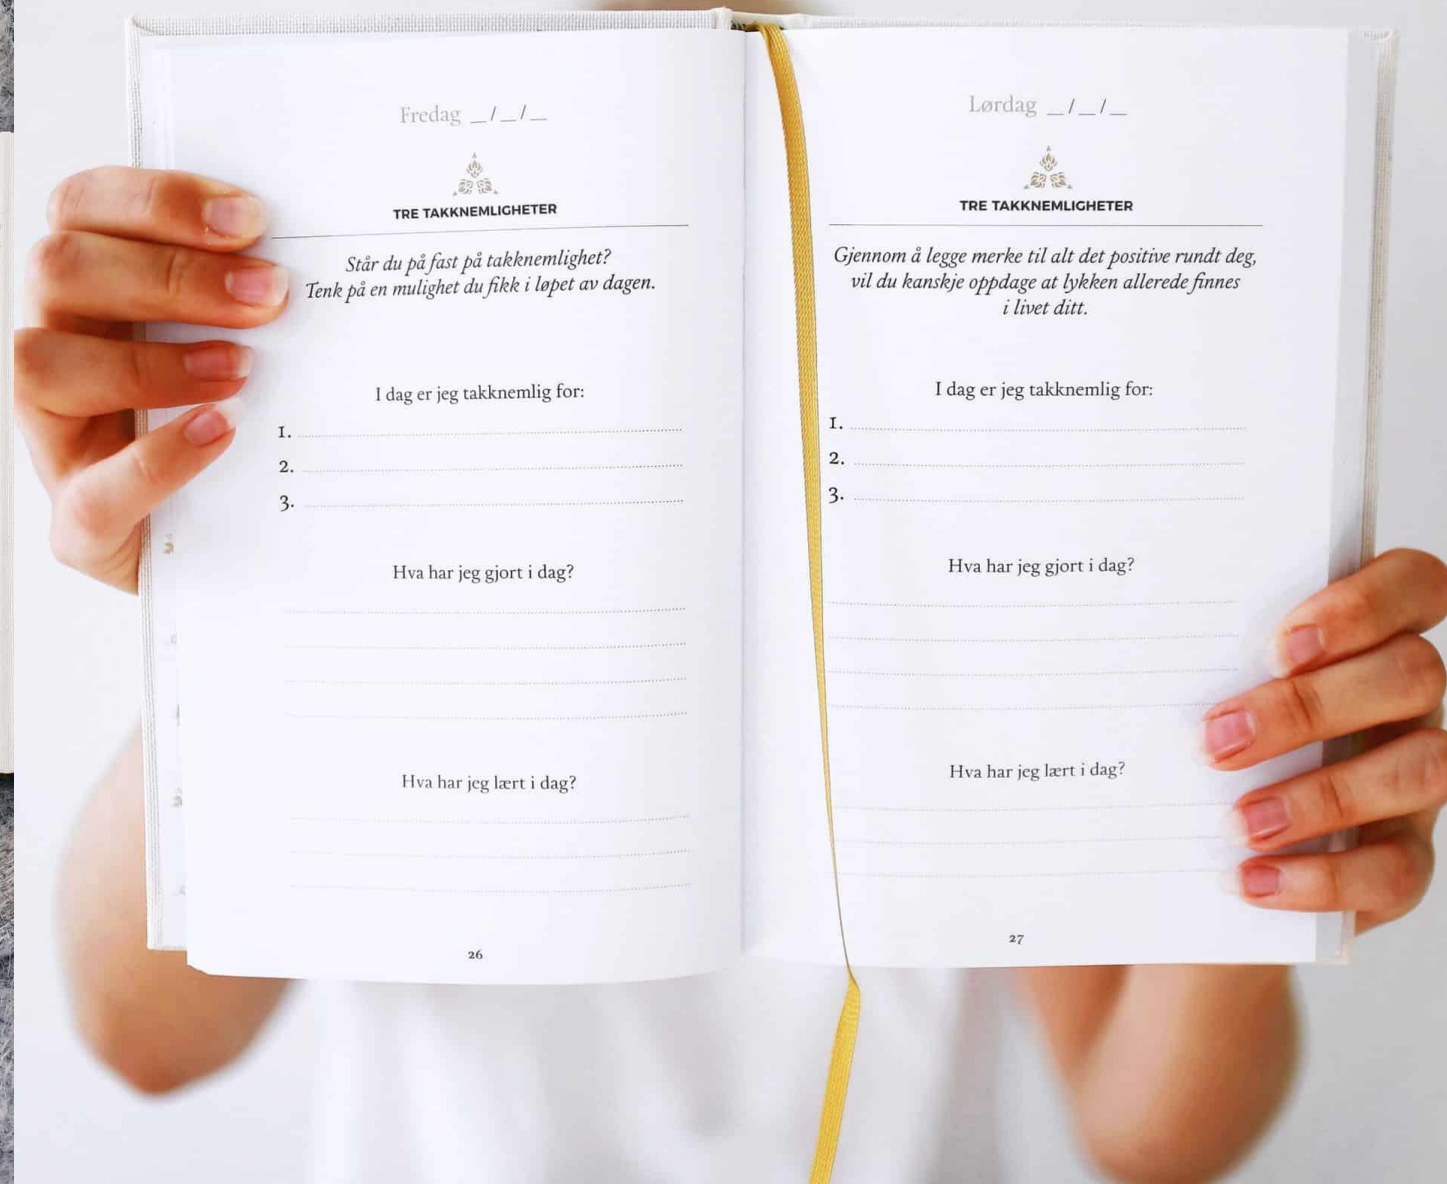 Fredag __/__/__
TRE TAKKNEMLIGHETER
Står du på fast på takknemlighet?
Tenk på en mulighet du fikk i løpet av dagen.
I dag er jeg takknemlig for:
1.
2.
3.
Hva har jeg gjort i dag?
Hva har jeg lært i dag?
26
Lørdag __/__/__
TRE TAKKNEMLIGHETER
Gjennom å legge merke til alt det positive rundt deg,
vil du kanskje oppdage at lykken allerede finnes
i livet ditt.
I dag er jeg takknemlig for:
1.
2.
3.
Hva har jeg gjort i dag?
Hva har jeg lært i dag?
27